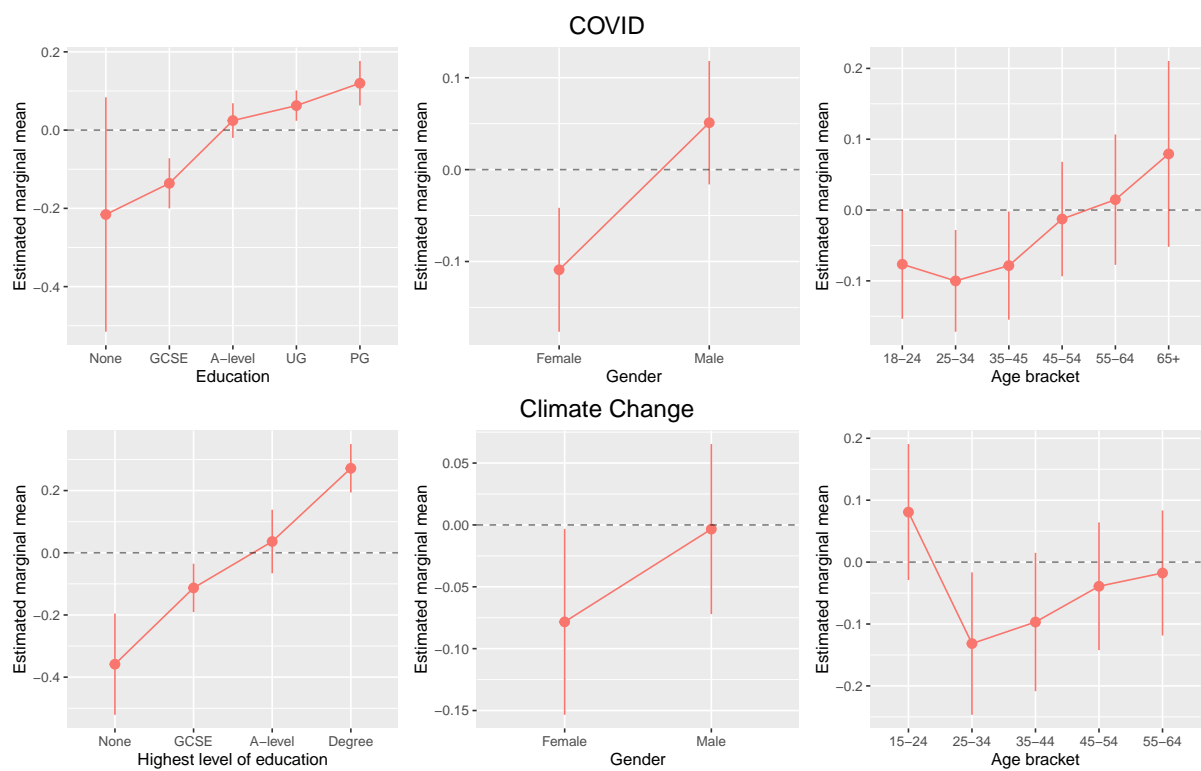 COVID
Estimated marginal mean
0.2
0.0
−0.2
−0.4
None GCSE A−level UG PG
Education
Estimated marginal mean
0.1
0.0
−0.1
Female Male
Gender
Estimated marginal mean
0.2
0.1
0.0
−0.1
18−24 25−34 35−45 45−54 55−64 65+
Age bracket
Climate Change
Estimated marginal mean
0.2
0.0
−0.2
−0.4
None GCSE A−level Degree
Highest level of education
Estimated marginal mean
0.05
0.00
−0.05
−0.10
−0.15
Female Male
Gender
Estimated marginal mean
0.2
0.1
0.0
−0.1
−0.2
15−24 25−34 35−44 45−54 55−64
Age bracket